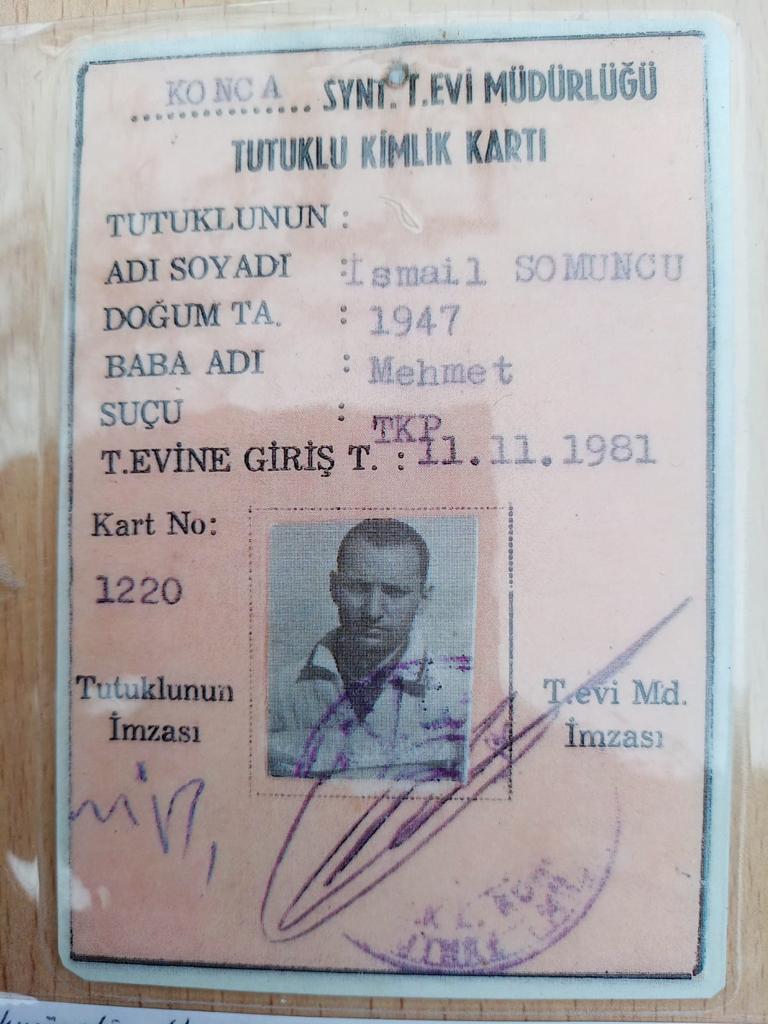 KONCA SYNT. T.EVİ MÜDÜRLÜĞÜ
TUTUKLU KİMLİK KARTI
TUTUKLUNUN :
ADI SOYADI : İsmail SOMUNCU
DOĞUM TA. : 1947
BABA ADI : Mehmet
SUÇU : TKP
T.EVİNE GİRİŞ T. : 11.11.1981
Kart No:
1220
Tutuklunun
İmzası
T.evi Md.
İmzası